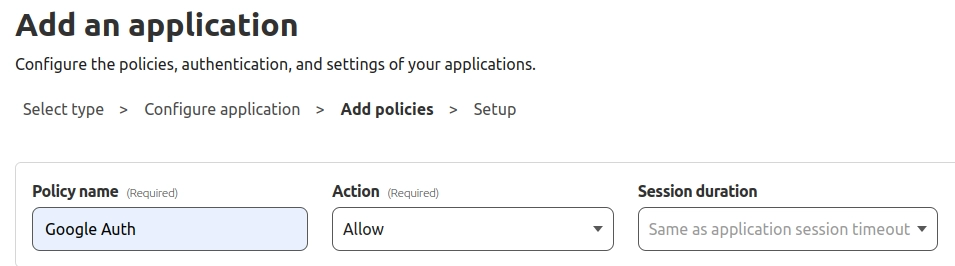 Add an application
Configure the policies, authentication, and settings of your applications.
Select type > Configure application > Add policies > Setup
Policy name (Required) Action (Required) Session duration
Google Auth Allow Same as application session timeout